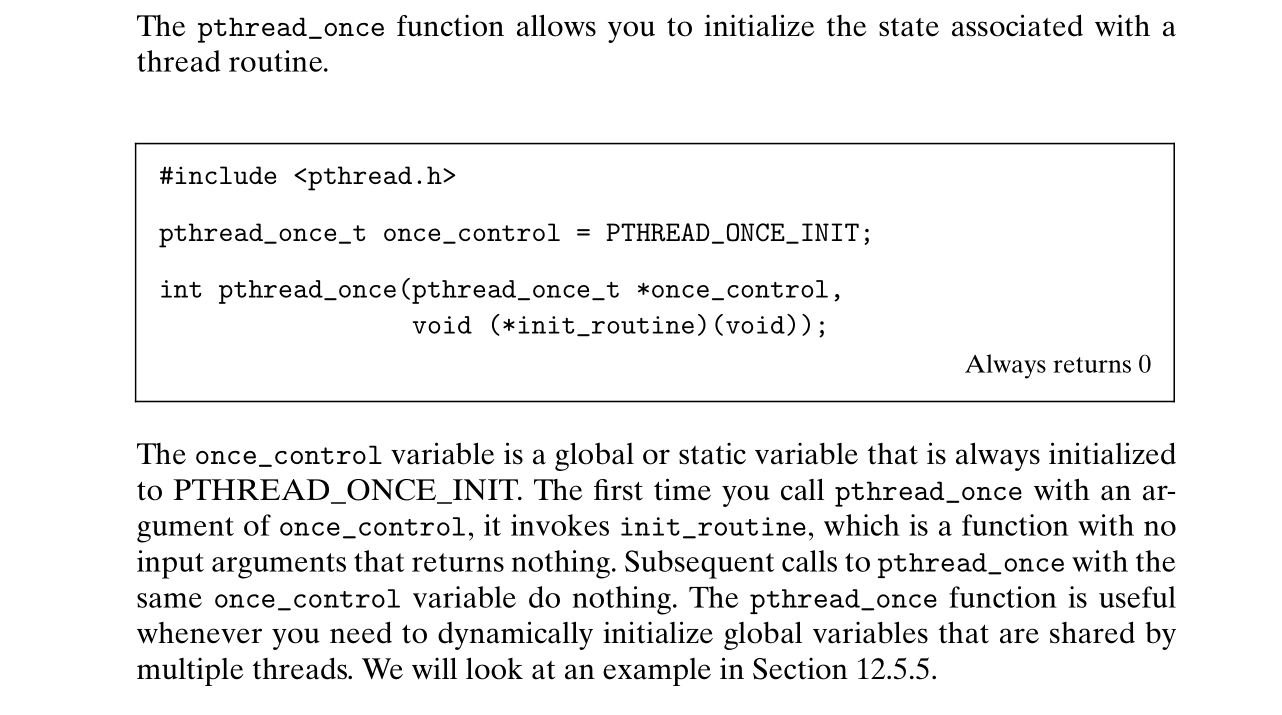 The pthread_once function allows you to initialize the state associated with a
thread routine.
#include <pthread.h>
pthread_once_t once_control = PTHREAD_ONCE_INIT;
int pthread_once(pthread_once_t *once_control,
void (*init_routine)(void));
Always returns 0
The once_control variable is a global or static variable that is always initialized
to PTHREAD_ONCE_INIT. The first time you call pthread_once with an ar-
gument of once_control, it invokes init_routine, which is a function with no
input arguments that returns nothing. Subsequent calls to pthread_once with the
same once_control variable do nothing. The pthread_once function is useful
whenever you need to dynamically initialize global variables that are shared by
multiple threads. We will look at an example in Section 12.5.5.